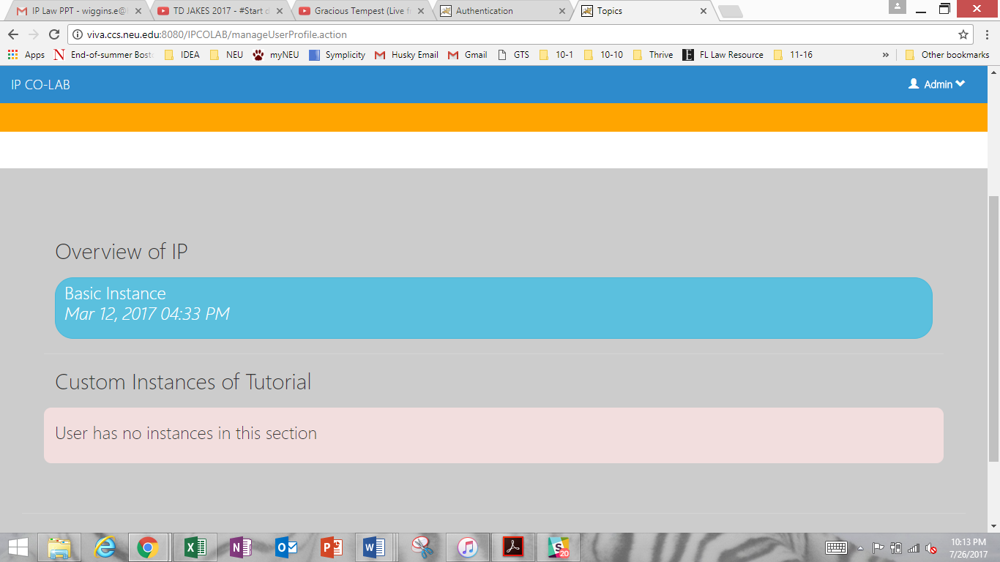 IP Law PPT - wiggins.e@
TD JAKES 2017 - #Start d
Gracious Tempest (Live f
Authentication
Topics
viva.ccs.neu.edu:8080/IPCOLAB/manageUserProfile.action
Apps
N End-of-summer Bost
IDEA
NEU
myNEU
Symplicity
Husky Email
Gmail
GTS
10-1
10-10
Thrive
E FL Law Resource
11-16
»
Other bookmarks
IP CO-LAB
Admin
Overview of IP
Basic Instance
Mar 12, 2017 04:33 PM
Custom Instances of Tutorial
User has no instances in this section
20
10:13 PM
7/26/2017